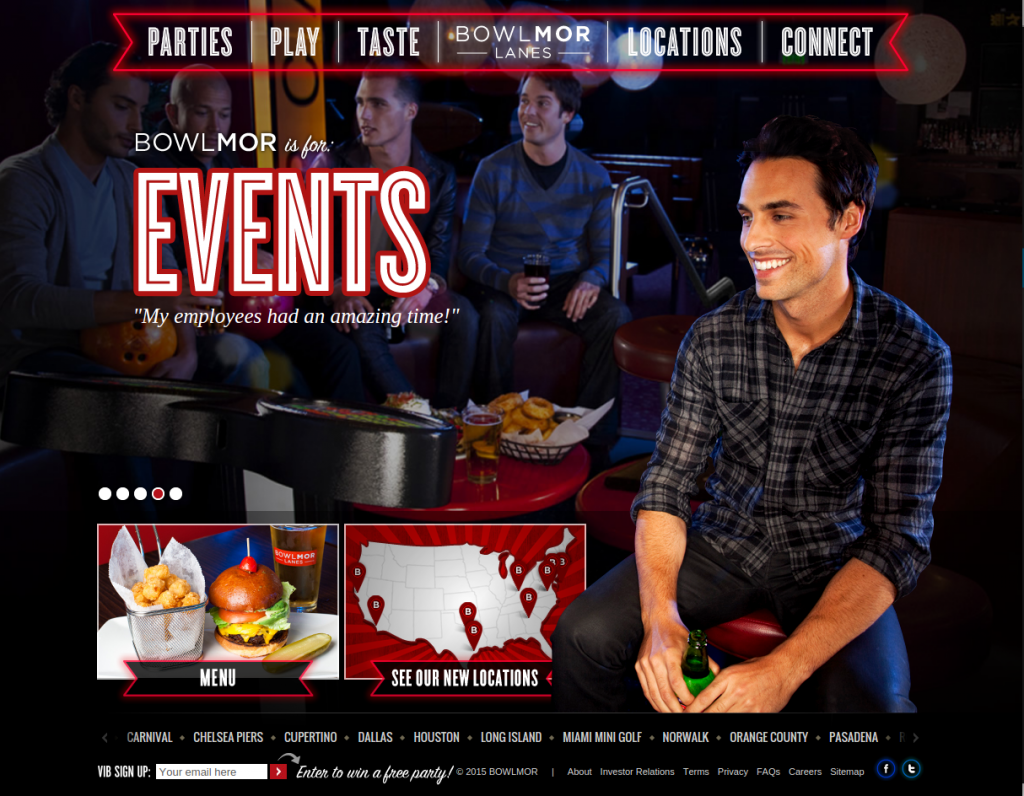 PARTIES PLAY TASTE BOWLMOR LANES LOCATIONS CONNECT
BOWLMOR is for:
EVENTS
"My employees had an amazing time!"
BOWLMOR
LANES
B B B B B B B B
MENU
SEE OUR NEW LOCATIONS
CARNIVAL CHELSEA PIERS CUPERTINO DALLAS HOUSTON LONG ISLAND MIAMI MINI GOLF NORWALK ORANGE COUNTY PASADENA R
VIB SIGN UP: Your email here Enter to win a free party! © 2015 BOWLMOR | About Investor Relations Terms Privacy FAQs Careers Sitemap